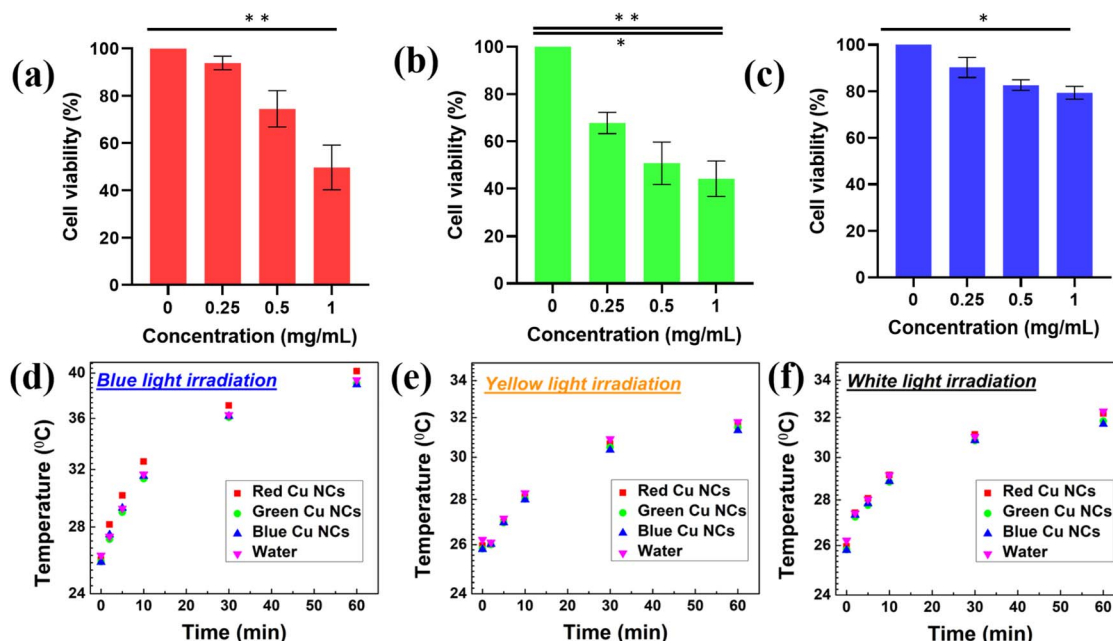 (a)
* *
Cell viability (%)
100
80
60
40
20
0
0 0.25 0.5 1
Concentration (mg/mL)
(b)
* *
*
Cell viability (%)
100
80
60
40
20
0
0 0.25 0.5 1
Concentration (mg/mL)
(c)
*
Cell viability (%)
100
80
60
40
20
0
0 0.25 0.5 1
Concentration (mg/mL)
(d)
Blue light irradiation
Temperature (⁰C)
40
36
32
28
24
Red Cu NCs
Green Cu NCs
Blue Cu NCs
Water
0 10 20 30 40 50 60
Time (min)
(e)
Yellow light irradiation
Temperature (⁰C)
34
32
30
28
26
24
Red Cu NCs
Green Cu NCs
Blue Cu NCs
Water
0 10 20 30 40 50 60
Time (min)
(f)
White light irradiation
Temperature (⁰C)
34
32
30
28
26
24
Red Cu NCs
Green Cu NCs
Blue Cu NCs
Water
0 10 20 30 40 50 60
Time (min)